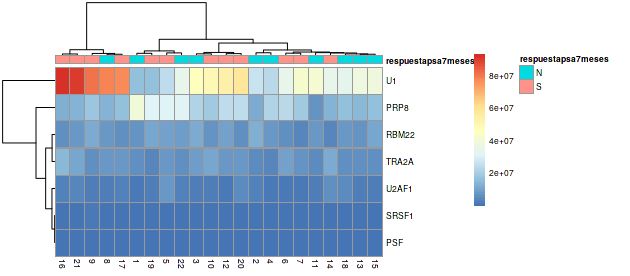 respuestapsa7meses
U1
PRP8
RBM22
TRA2A
U2AF1
SRSF1
PSF
16 21 9 8 17 1 19 5 22 3 10 12 20 2 4 6 7 11 14 18 13 15
8e+07
6e+07
4e+07
2e+07
respuestapsa7meses
N
S